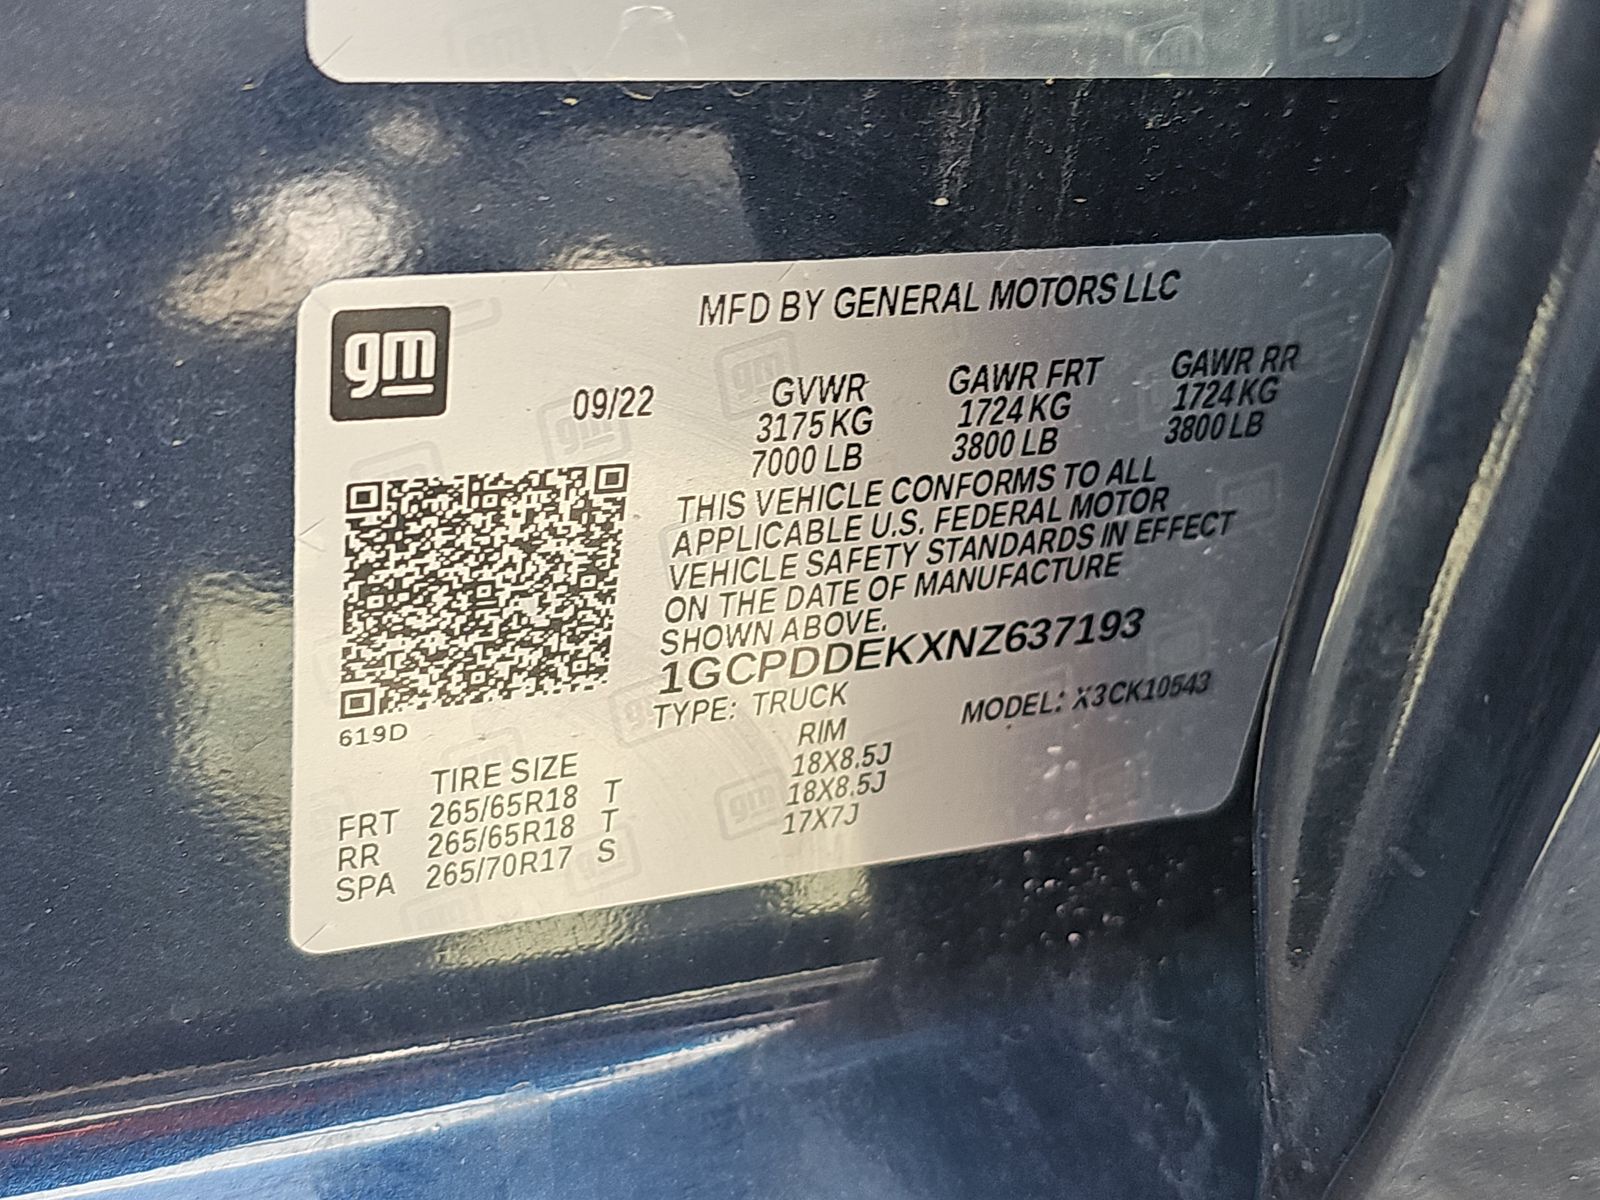 gm
MFD BY GENERAL MOTORS LLC
09/22
GVWR GAWR FRT GAWR RR
3175 KG 1724 KG 1724 KG
7000 LB 3800 LB 3800 LB
THIS VEHICLE CONFORMS TO ALL
APPLICABLE U.S. FEDERAL MOTOR
VEHICLE SAFETY STANDARDS IN EFFECT
ON THE DATE OF MANUFACTURE
SHOWN ABOVE.
1GCPDDEKXNZ637193
TYPE: TRUCK MODEL: X3CK10543
619D
TIRE SIZE RIM
FRT 265/65R18 T 18X8.5J
RR 265/65R18 T 18X8.5J
SPA 265/70R17 S 17X7J